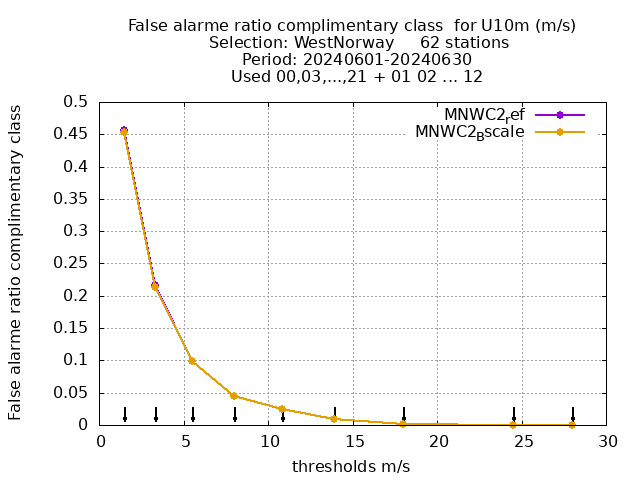 False alarme ratio complimentary class  for U10m (m/s)
Selection: WestNorway     62 stations
Period: 20240601-20240630
Used 00,03,...,21 + 01 02 ... 12
False alarme ratio complimentary class
0.5
0.45
0.4
0.35
0.3
0.25
0.2
0.15
0.1
0.05
0
MNWC2_ref
MNWC2_Bscale
0 5 10 15 20 25 30
thresholds m/s